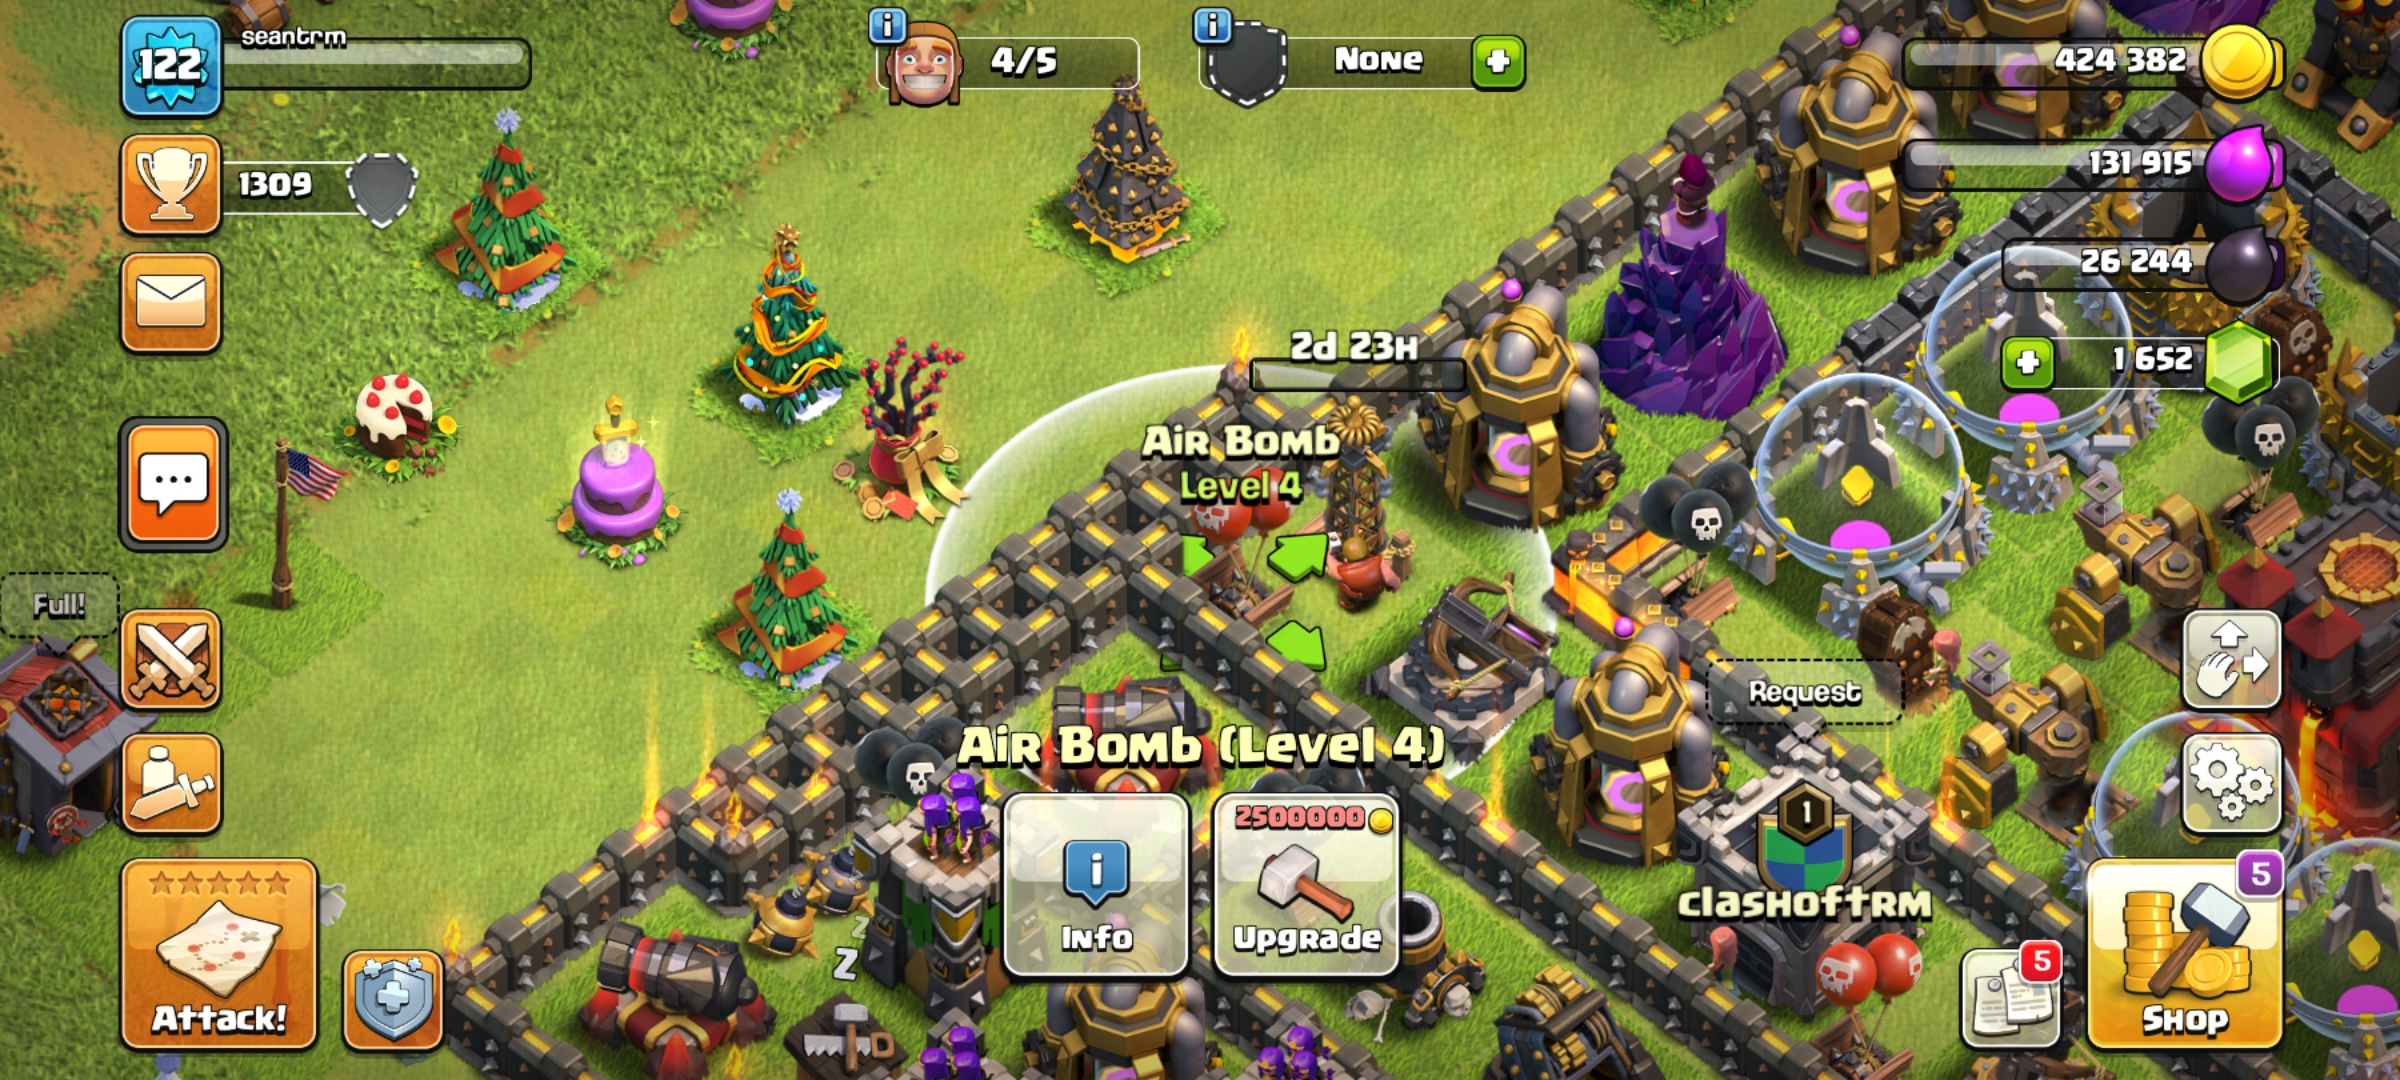 122
seantrm
4/5
None
424 382
1309
131 915
26 244
2d 23H
1 652
Air Bomb
Level 4
Full!
Request
Air Bomb (Level 4)
2500000
1
5
Info
Upgrade
clashoftRM
z
Z
5
Attack!
Shop